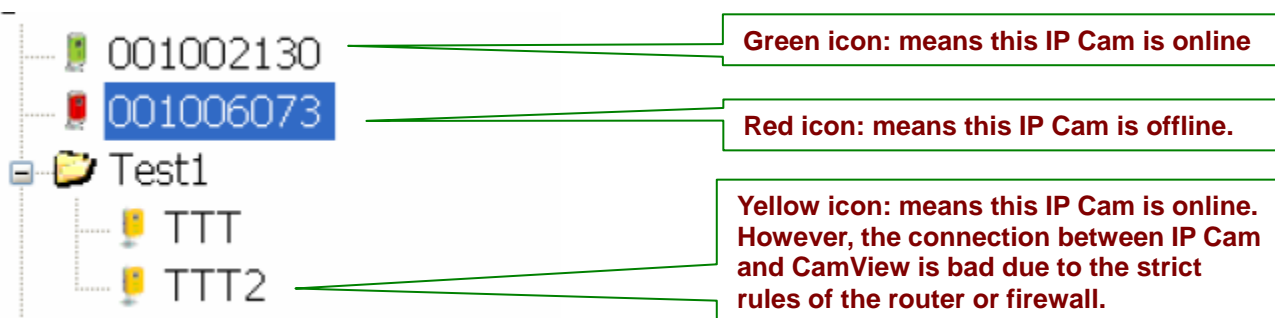 001002130
Green icon: means this IP Cam is online
001006073
Red icon: means this IP Cam is offline.
Test1
TTT
TTT2
Yellow icon: means this IP Cam is online.
However, the connection between IP Cam
and CamView is bad due to the strict
rules of the router or firewall.